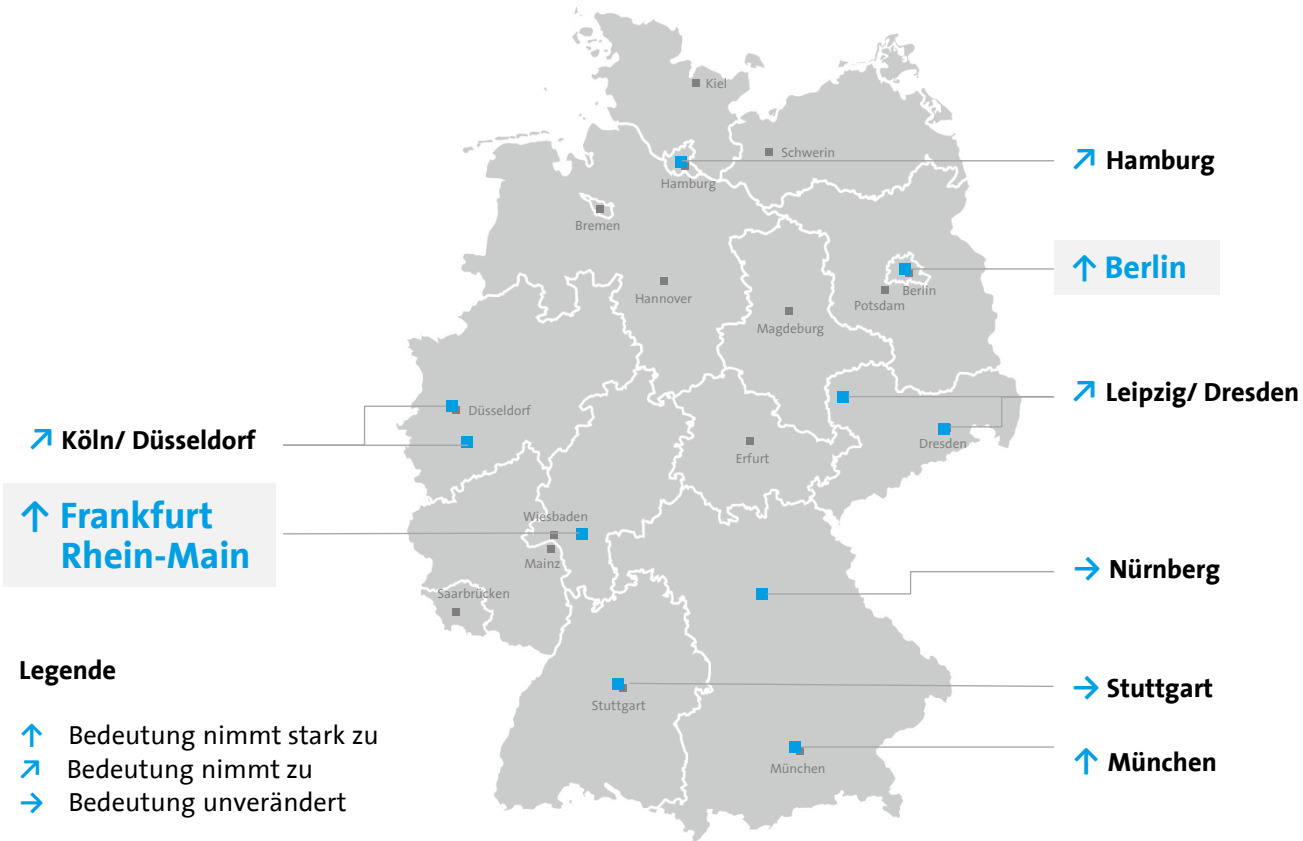 Kiel
Schwerin
Hamburg
↗ Hamburg
Bremen
↑ Berlin
Berlin
Potsdam
Hannover
Magdeburg
↗ Leipzig/ Dresden
Düsseldorf
↗ Köln/ Düsseldorf
Dresden
Erfurt
↑ Frankfurt
Rhein-Main
Wiesbaden
Mainz
→ Nürnberg
Saarbrücken
Legende
→ Stuttgart
Stuttgart
↑ Bedeutung nimmt stark zu
↗ Bedeutung nimmt zu
→ Bedeutung unverändert
München
↑ München